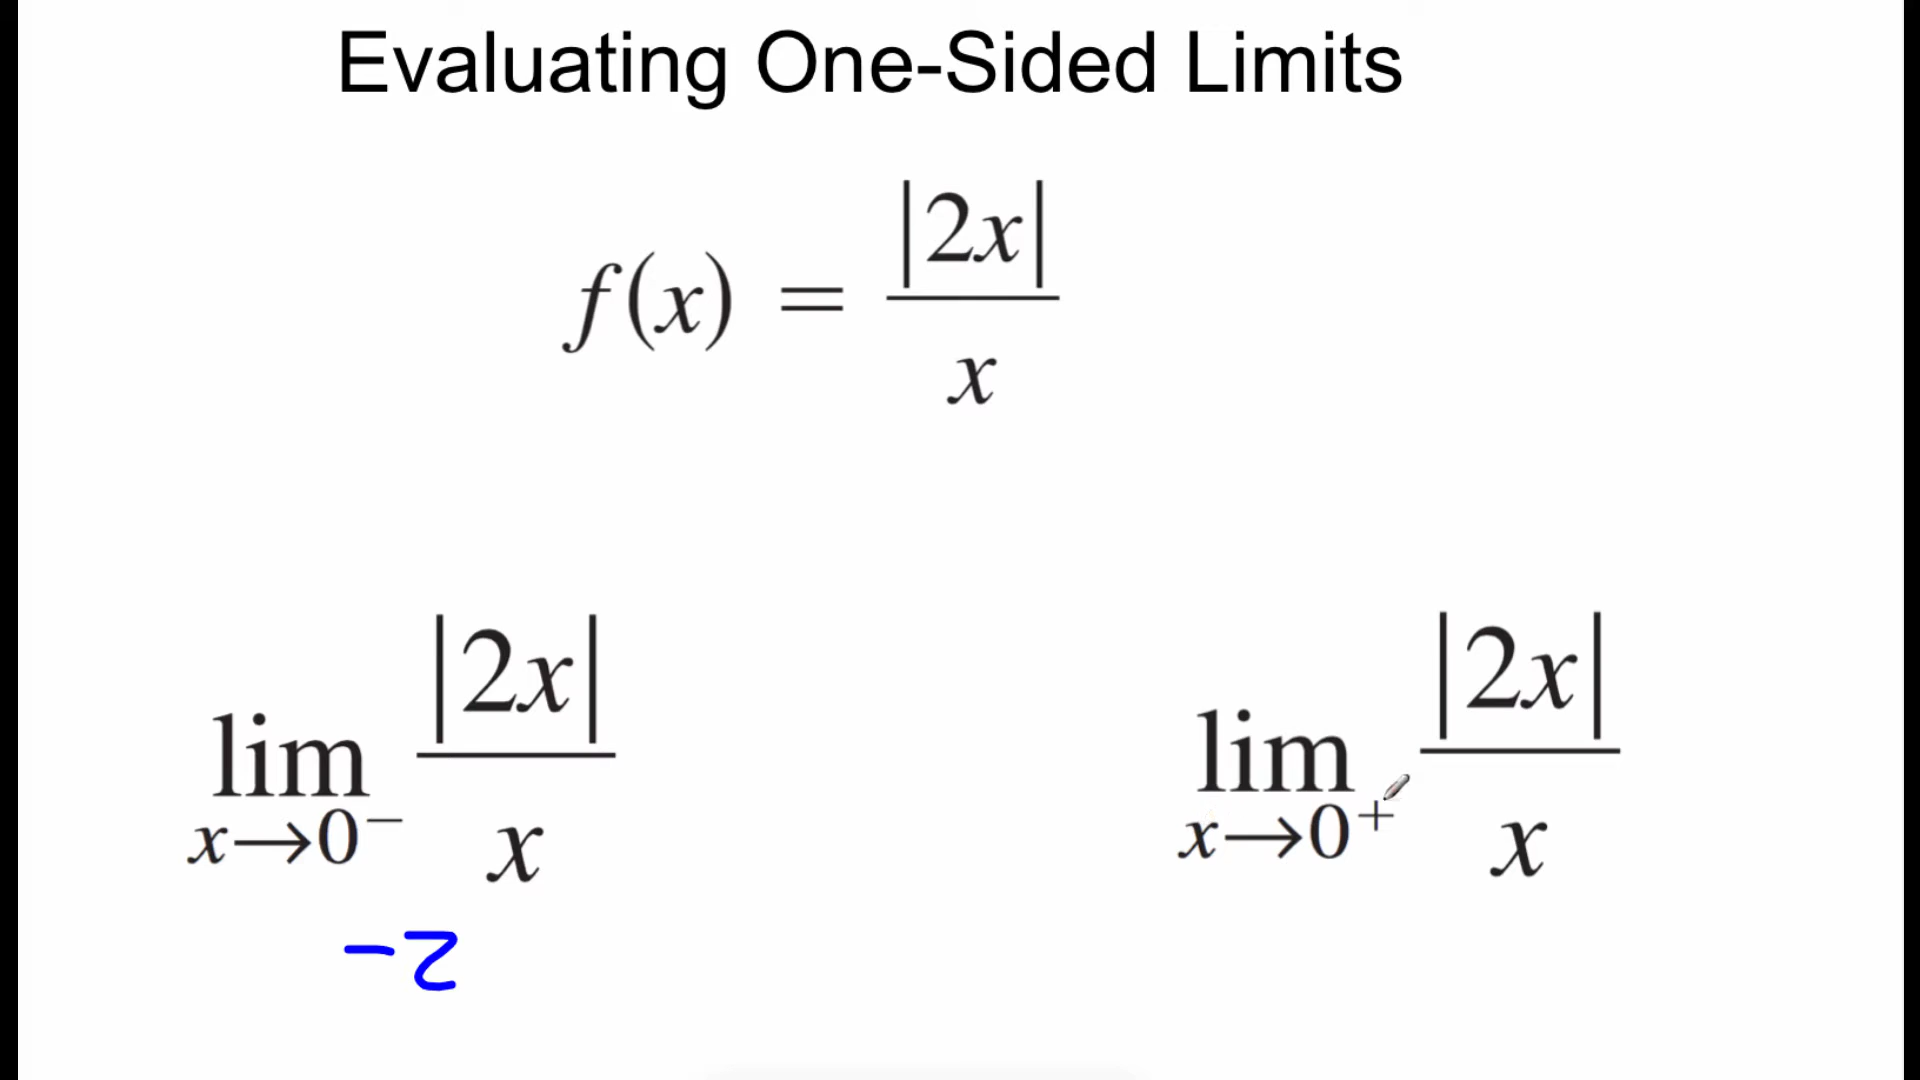 Evaluating One-Sided Limits
f(x) = |2x| / x
lim x→0⁻ |2x| / x
lim x→0⁺ |2x| / x
-2